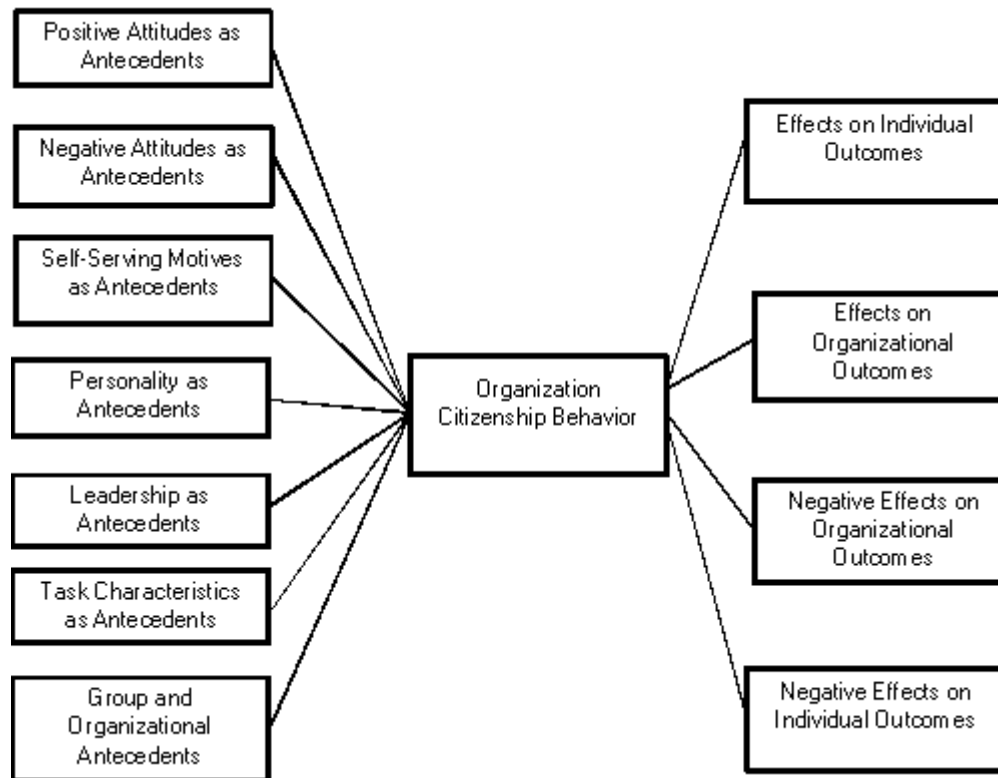 Positive Attitudes as
Antecedents
Negative Attitudes as
Antecedents
Self-Serving Motives
as Antecedents
Personality as
Antecedents
Leadership as
Antecedents
Task Characteristics
as Antecedents
Group and
Organizational
Antecedents
Organization
Citizenship Behavior
Effects on Individual
Outcomes
Effects on
Organizational
Outcomes
Negative Effects on
Organizational
Outcomes
Negative Effects on
Individual Outcomes